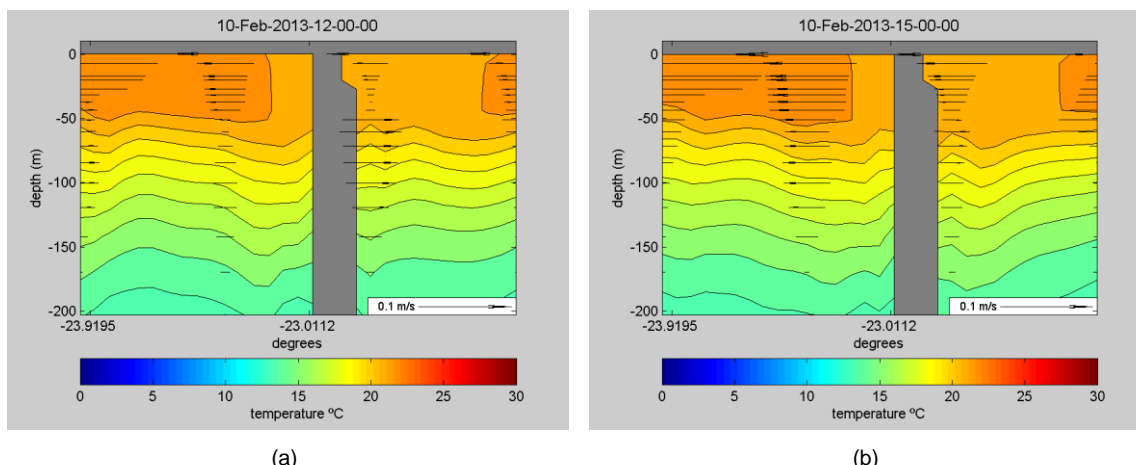 10-Feb-2013-12-00-00
0
-50
-100
-150
-200
depth (m)
0.1 m/s
-23.9195 -23.0112
degrees
0 5 10 15 20 25 30
temperature ºC
(a)
10-Feb-2013-15-00-00
0
-50
-100
-150
-200
depth (m)
0.1 m/s
-23.9195 -23.0112
degrees
0 5 10 15 20 25 30
temperature ºC
(b)